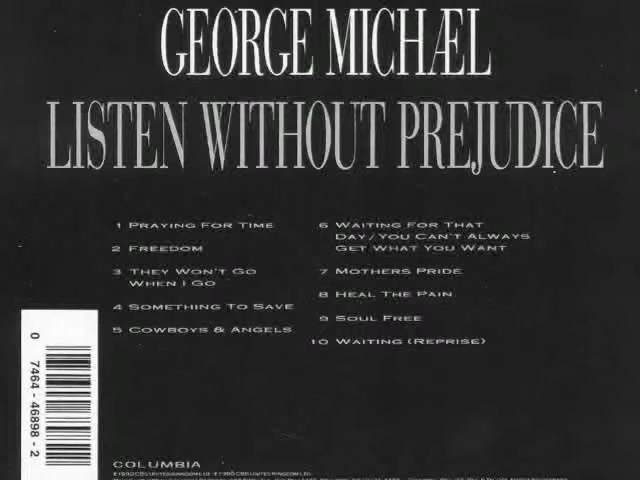 GEORGE MICHÆL
LISTEN WITHOUT PREJUDICE
1 PRAYING FOR TIME
2 FREEDOM
3 THEY WON'T GO
WHEN I GO
4 SOMETHING TO SAVE
5 COWBOYS & ANGELS
6 WAITING FOR THAT
DAY/YOU CAN'T ALWAYS
GET WHAT YOU WANT
7 MOTHERS PRIDE
8 HEAL THE PAIN
9 SOUL FREE
10 WAITING (REPRISE)
0 7464-46898-2
COLUMBIA